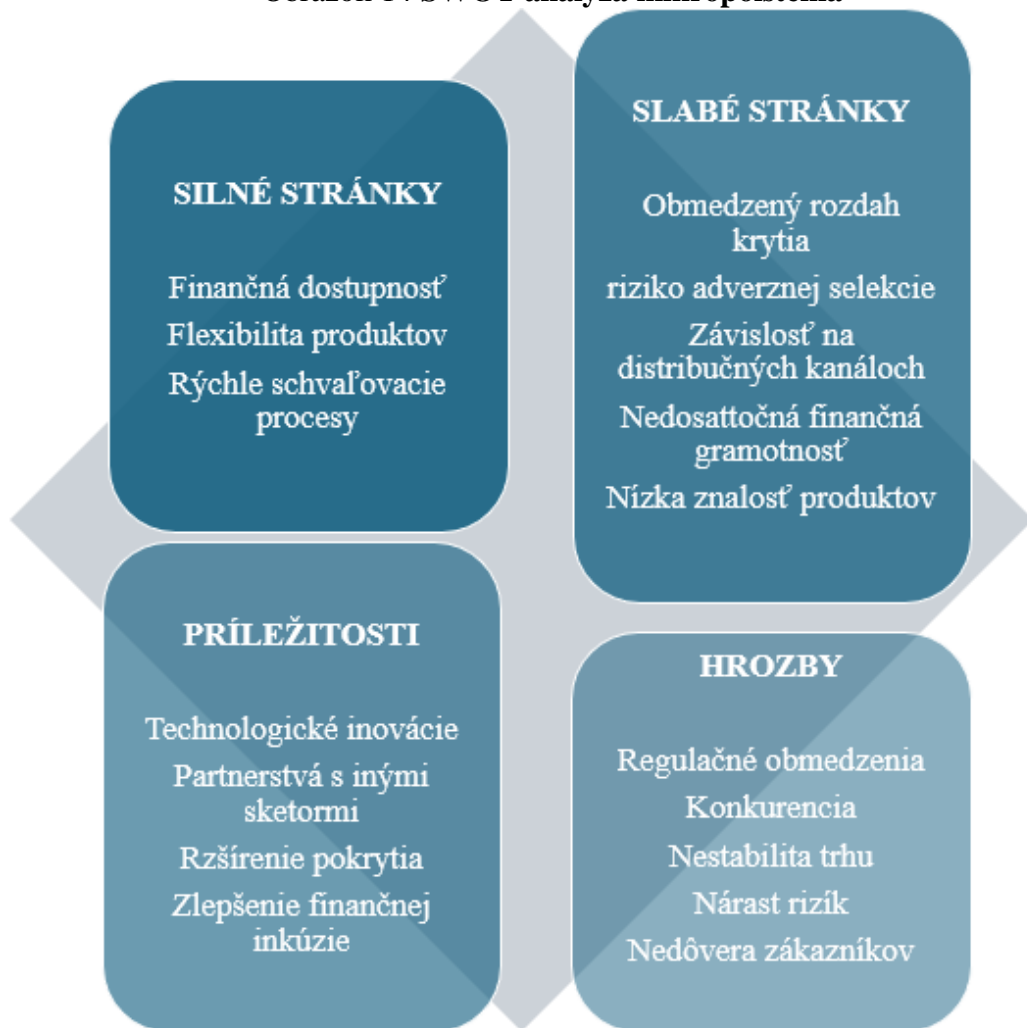 SILNÉ STRÁNKY
Finančná dostupnosť
Flexibilita produktov
Rýchle schvaľovacie
procesy
SLABÉ STRÁNKY
Obmedzený rozdah
krytia
riziko adverznej selekcie
Závislosť na
distribučných kanáloch
Nedosattočná finančná
gramotnosť
Nízka znalosť produktov
PRÍLEŽITOSTI
Technologické inovácie
Partnerstvá s inými
sketormi
Rzšírenie pokrytia
Zlepšenie finančnej
inkúzie
HROZBY
Regulačné obmedzenia
Konkurencia
Nestabilita trhu
Nárast rizík
Nedôvera zákazníkov